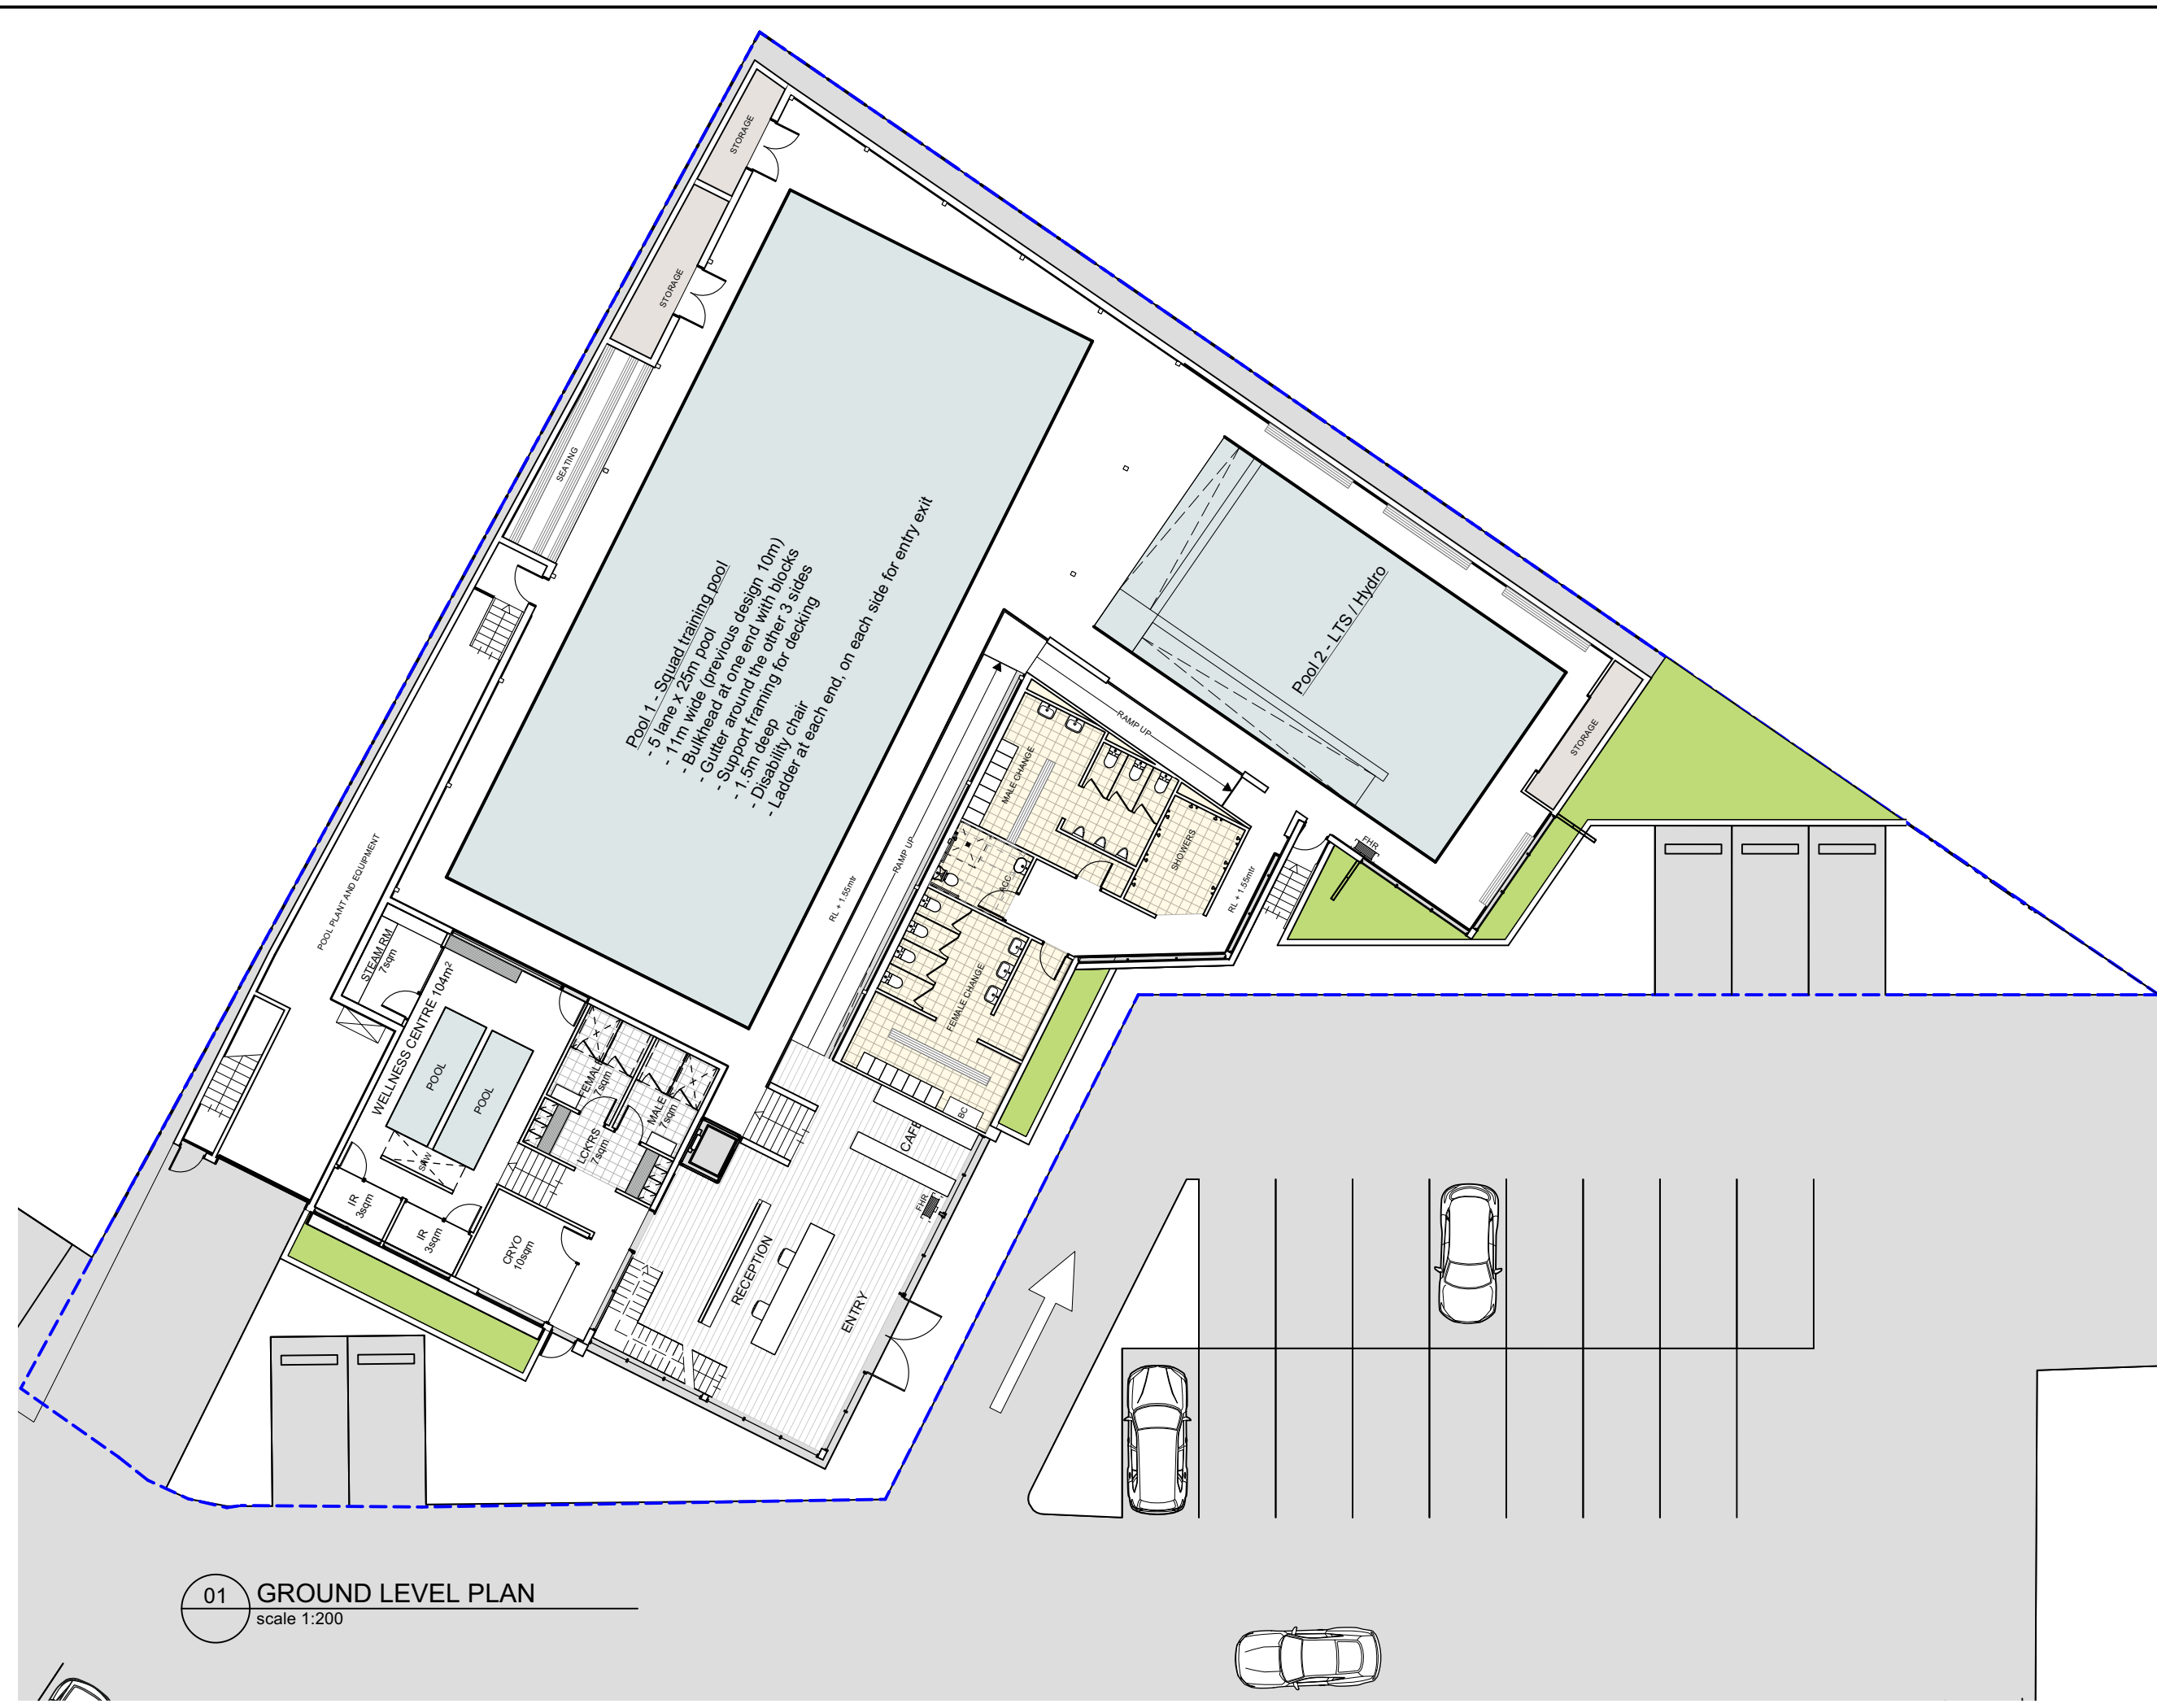 STORAGE
STORAGE
SEATING
Pool 1 - Squad training pool
- 5 lane x 25m pool
- 11m wide (previous design 10m)
- Bulkhead at one end with blocks
- Gutter around the other 3 sides
- Support framing for decking
- 1.5m deep
- Disability chair
- Ladder at each end, on each side for entry exit
Pool 2 - LTS / Hydro
STORAGE
RAMP UP
MALE CHANGE
SHOWERS
FHR
RL + 1.55mtr
RAMP UP
RL + 1.55mtr
ACC
FEMALE CHANGE
BC
POOL PLANT AND EQUIPMENT
STEAM RM
7sqm
WELLNESS CENTRE 104m²
POOL
POOL
FEMALE
7sqm
MALE
7sqm
LCK'RS
7sqm
IR
3sqm
IR
3sqm
CRYO
10sqm
CAFE
FHR
RECEPTION
ENTRY
01
GROUND LEVEL PLAN
scale 1:200